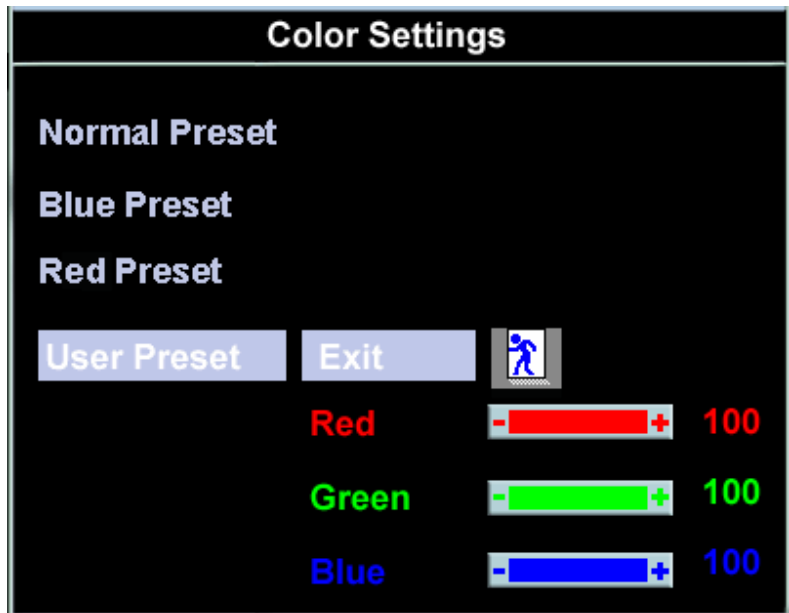 Color Settings
Normal Preset
Blue Preset
Red Preset
User Preset Exit
Red - + 100
Green - + 100
Blue - + 100